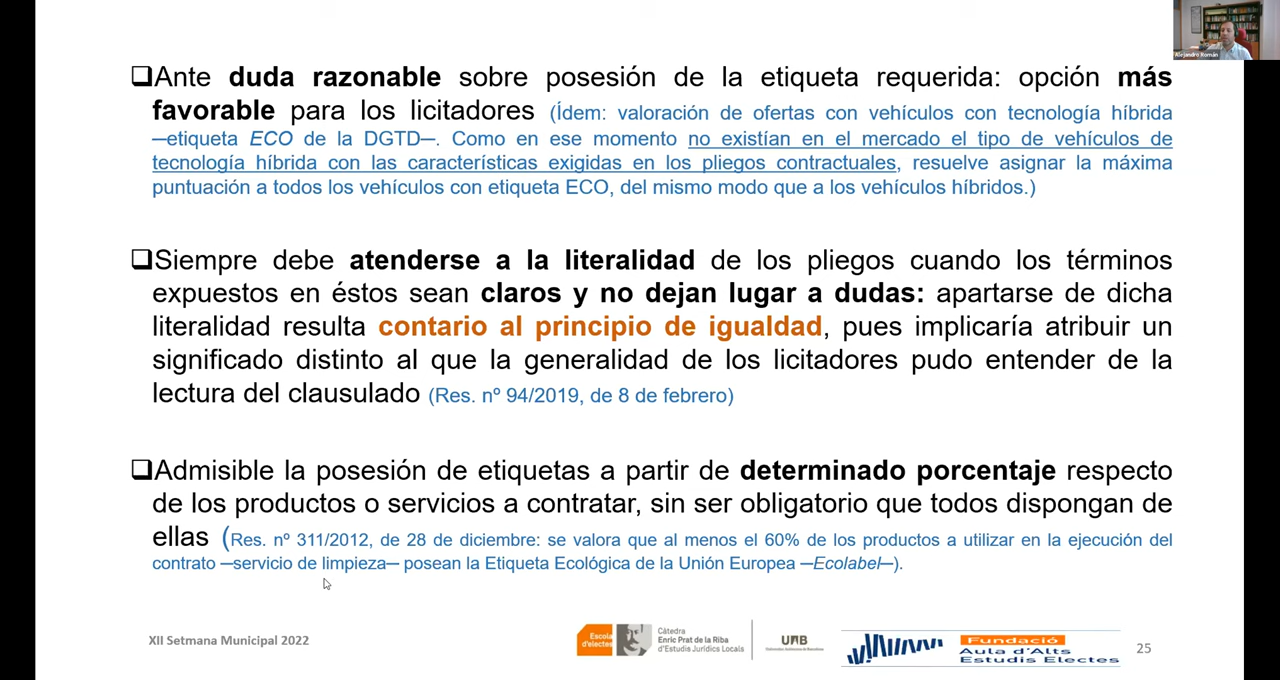 Alejandro Román
❑Ante duda razonable sobre posesión de la etiqueta requerida: opción más
favorable para los licitadores (Ídem: valoración de ofertas con vehículos con tecnología híbrida
—etiqueta ECO de la DGTD—. Como en ese momento no existían en el mercado el tipo de vehículos de
tecnología híbrida con las características exigidas en los pliegos contractuales, resuelve asignar la máxima
puntuación a todos los vehículos con etiqueta ECO, del mismo modo que a los vehículos híbridos.)
❑Siempre debe atenderse a la literalidad de los pliegos cuando los términos
expuestos en éstos sean claros y no dejan lugar a dudas: apartarse de dicha
literalidad resulta contario al principio de igualdad, pues implicaría atribuir un
significado distinto al que la generalidad de los licitadores pudo entender de la
lectura del clausulado (Res. nº 94/2019, de 8 de febrero)
❑Admisible la posesión de etiquetas a partir de determinado porcentaje respecto
de los productos o servicios a contratar, sin ser obligatorio que todos dispongan de
ellas (Res. nº 311/2012, de 28 de diciembre: se valora que al menos el 60% de los productos a utilizar en la ejecución del
contrato —servicio de limpieza— posean la Etiqueta Ecológica de la Unión Europea —Ecolabel—).
XII Setmana Municipal 2022
Escola
d'electes
Càtedra
Enric Prat de la Riba
d'Estudis Jurídics Locals
UAB
Universitat Autònoma de Barcelona
Fundació
Aula d'Alts
Estudis Electes
25